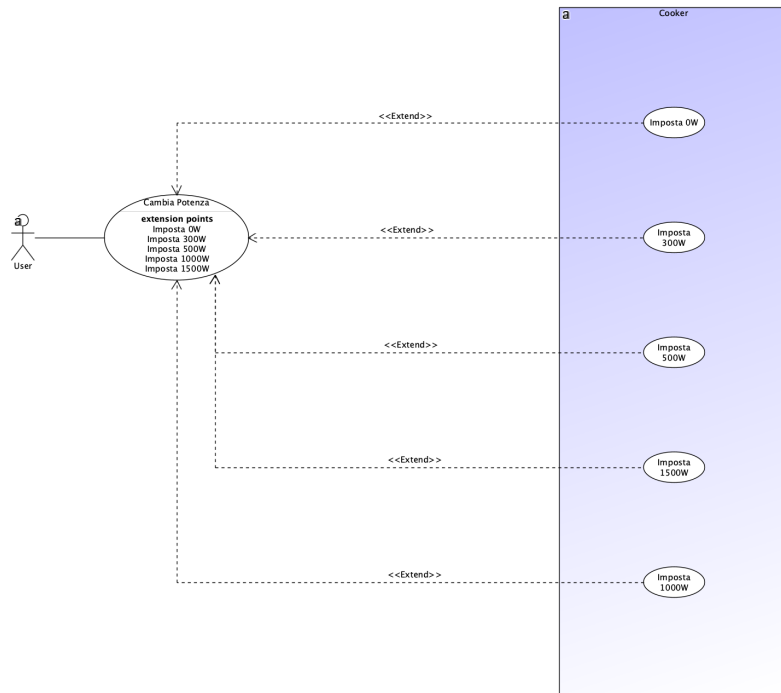 a
Cooker
<<Extend>>
Imposta 0W
Cambia Potenza
extension points
Imposta 0W
Imposta 300W
Imposta 500W
Imposta 1000W
Imposta 1500W
a
User
<<Extend>>
Imposta
300W
<<Extend>>
Imposta
500W
<<Extend>>
Imposta
1500W
<<Extend>>
Imposta
1000W